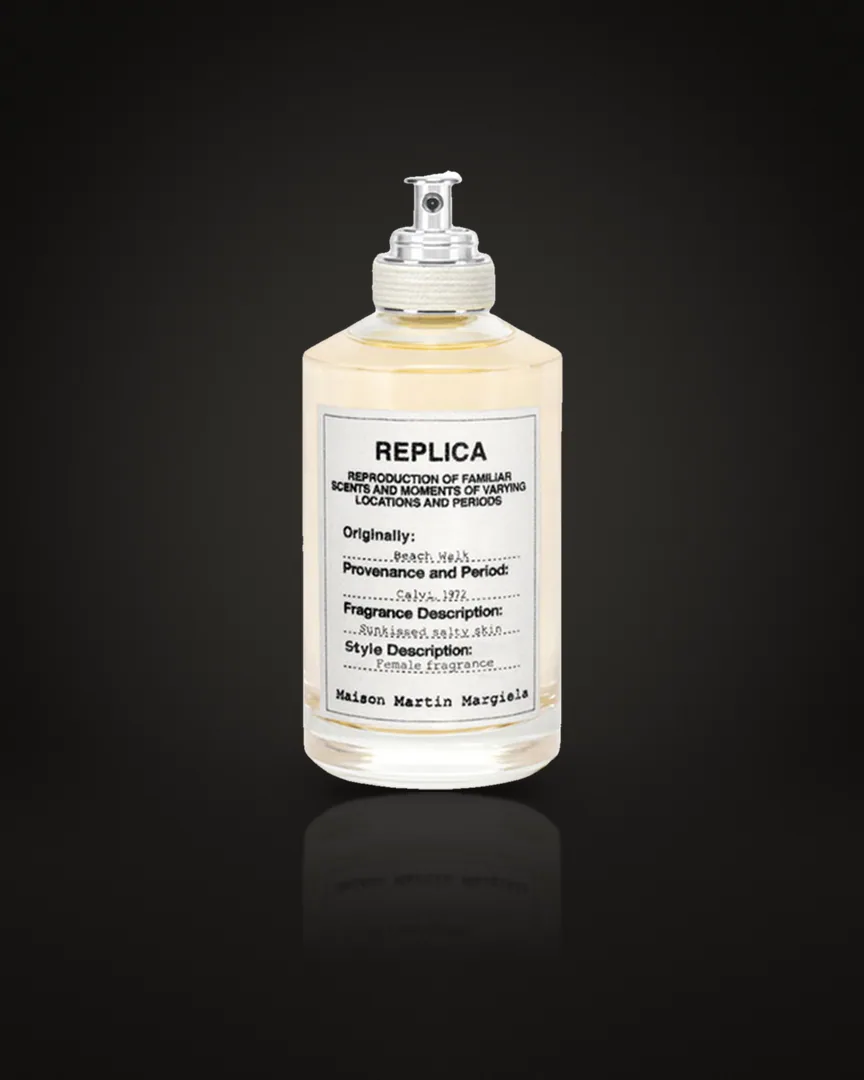 REPLICA
REPRODUCTION OF FAMILIAR
SCENTS AND MOMENTS OF VARYING
LOCATIONS AND PERIODS
Originally:
Beach Walk
Provenance and Period:
Calvi, 1972
Fragrance Description:
Sunkissed salty skin
Style Description:
Female fragrance
Maison Martin Margiela